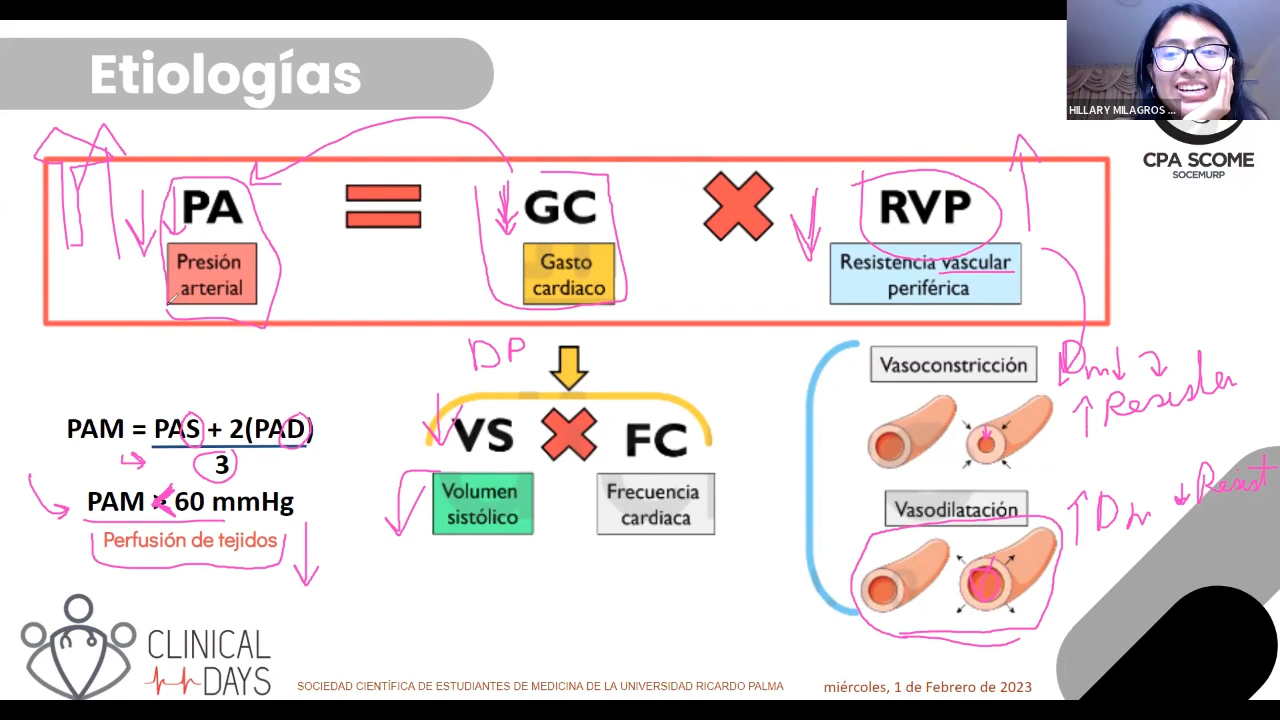 Etiologías
HILLARY MILAGROS ...
CPA SCOME
SOCEMURP
PA = GC X RVP
Presión arterial
Gasto cardiaco
Resistencia vascular periférica
DP
VS X FC
Volumen sistólico
Frecuencia cardiaca
PAM = PAS + 2(PAD)
3
PAM < 60 mmHg
Perfusión de tejidos
Vasoconstricción
↓ ↑
Vasodilatación
↑ Dm ↓ Resist
CLINICAL
DAYS
SOCIEDAD CIENTÍFICA DE ESTUDIANTES DE MEDICINA DE LA UNIVERSIDAD RICARDO PALMA
miércoles, 1 de Febrero de 2023